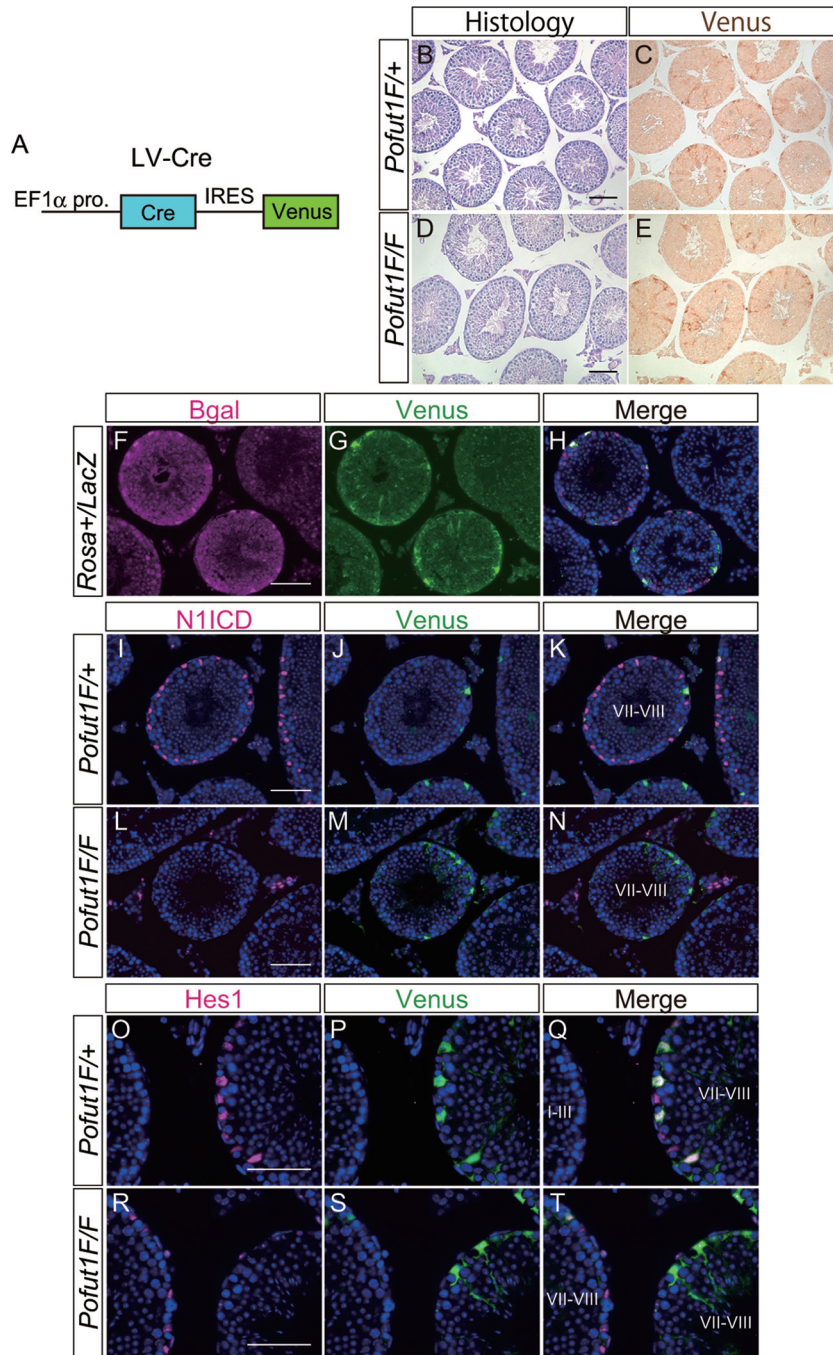 Histology
Venus
Pofut1F/+
B
C
A
LV-Cre
EF1α pro.
Cre
IRES
Venus
Pofut1F/F
D
E
Bgal
Venus
Merge
Rosa+/LacZ
F
G
H
N1ICD
Venus
Merge
Pofut1F/+
I
J
K
VII-VIII
Pofut1F/F
L
M
N
VII-VIII
Hes1
Venus
Merge
Pofut1F/+
O
P
Q
I-III
VII-VIII
Pofut1F/F
R
S
T
VII-VIII
VII-VIII